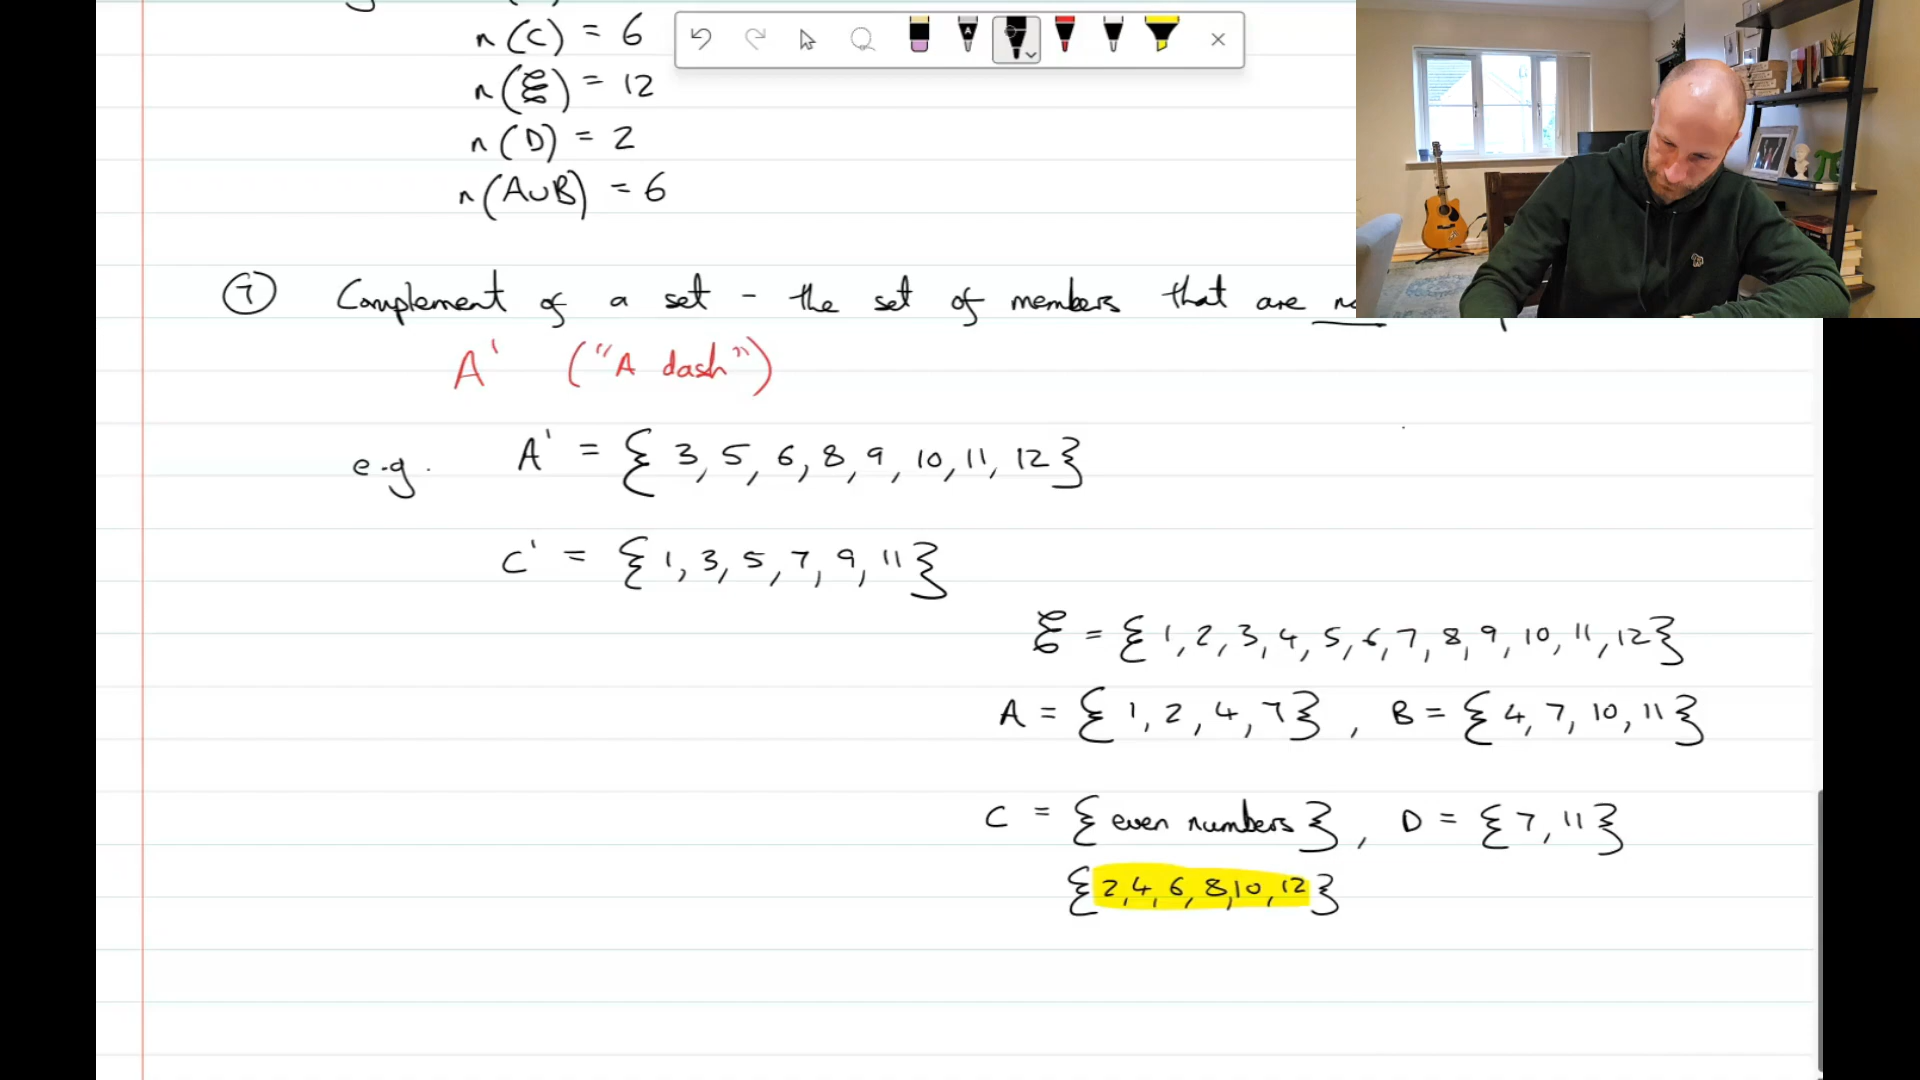 n(C) = 6
n(ξ) = 12
n(D) = 2
n(A∪B) = 6
⑦ Complement of a set - the set of members that are
A' ("A dash")
e.g. A' = {3, 5, 6, 8, 9, 10, 11, 12}
C' = {1, 3, 5, 7, 9, 11}
ξ = {1, 2, 3, 4, 5, 6, 7, 8, 9, 10, 11, 12}
A = {1, 2, 4, 7}, B = {4, 7, 10, 11}
C = {even numbers}, D = {7, 11}
{2, 4, 6, 8, 10, 12}